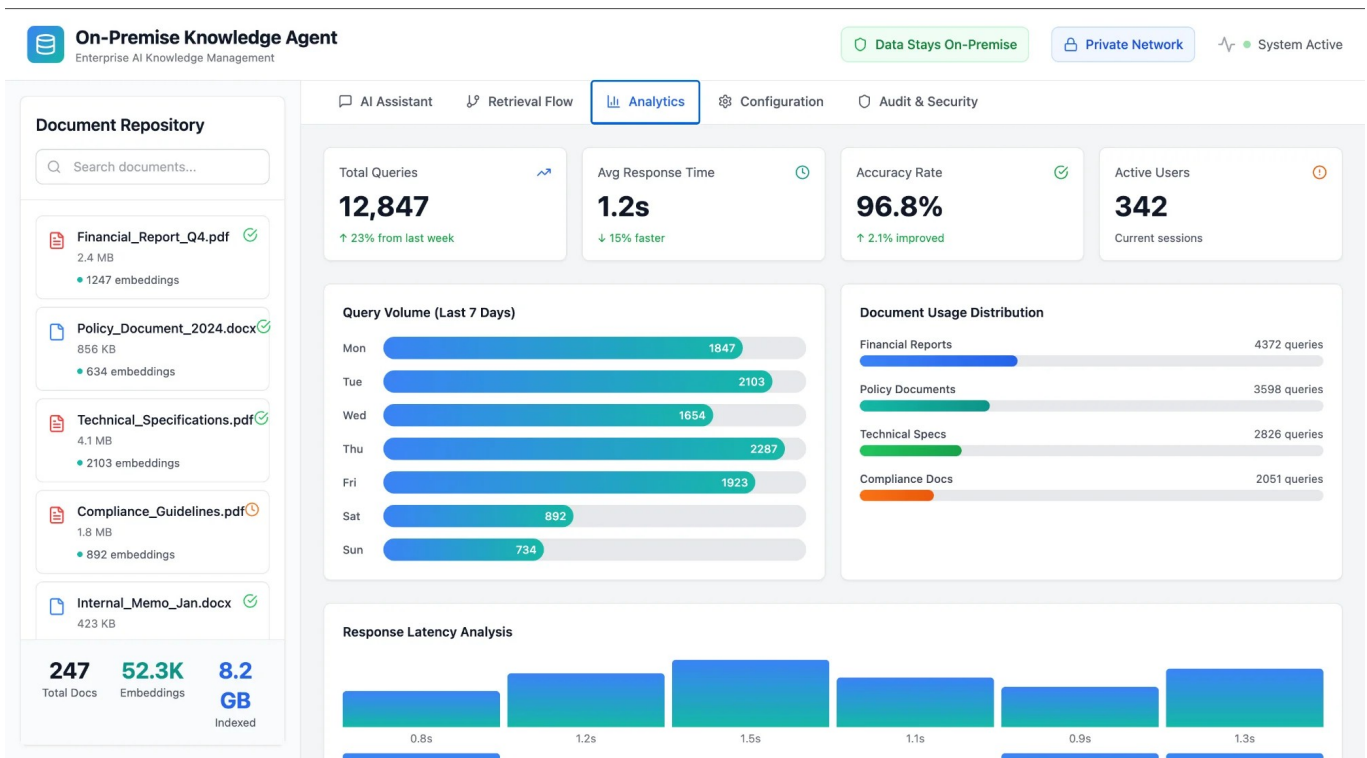 On-Premise Knowledge Agent
Enterprise AI Knowledge Management
Data Stays On-Premise
Private Network
System Active
Document Repository
Search documents...
Financial_Report_Q4.pdf
2.4 MB
1247 embeddings
Policy_Document_2024.docx
856 KB
634 embeddings
Technical_Specifications.pdf
4.1 MB
2103 embeddings
Compliance_Guidelines.pdf
1.8 MB
892 embeddings
Internal_Memo_Jan.docx
423 KB
247
Total Docs
52.3K
Embeddings
8.2
GB
Indexed
AI Assistant
Retrieval Flow
Analytics
Configuration
Audit & Security
Total Queries
12,847
↑ 23% from last week
Avg Response Time
1.2s
↓ 15% faster
Accuracy Rate
96.8%
↑ 2.1% improved
Active Users
342
Current sessions
Query Volume (Last 7 Days)
Mon 1847
Tue 2103
Wed 1654
Thu 2287
Fri 1923
Sat 892
Sun 734
Document Usage Distribution
Financial Reports 4372 queries
Policy Documents 3598 queries
Technical Specs 2826 queries
Compliance Docs 2051 queries
Response Latency Analysis
0.8s 1.2s 1.5s 1.1s 0.9s 1.3s